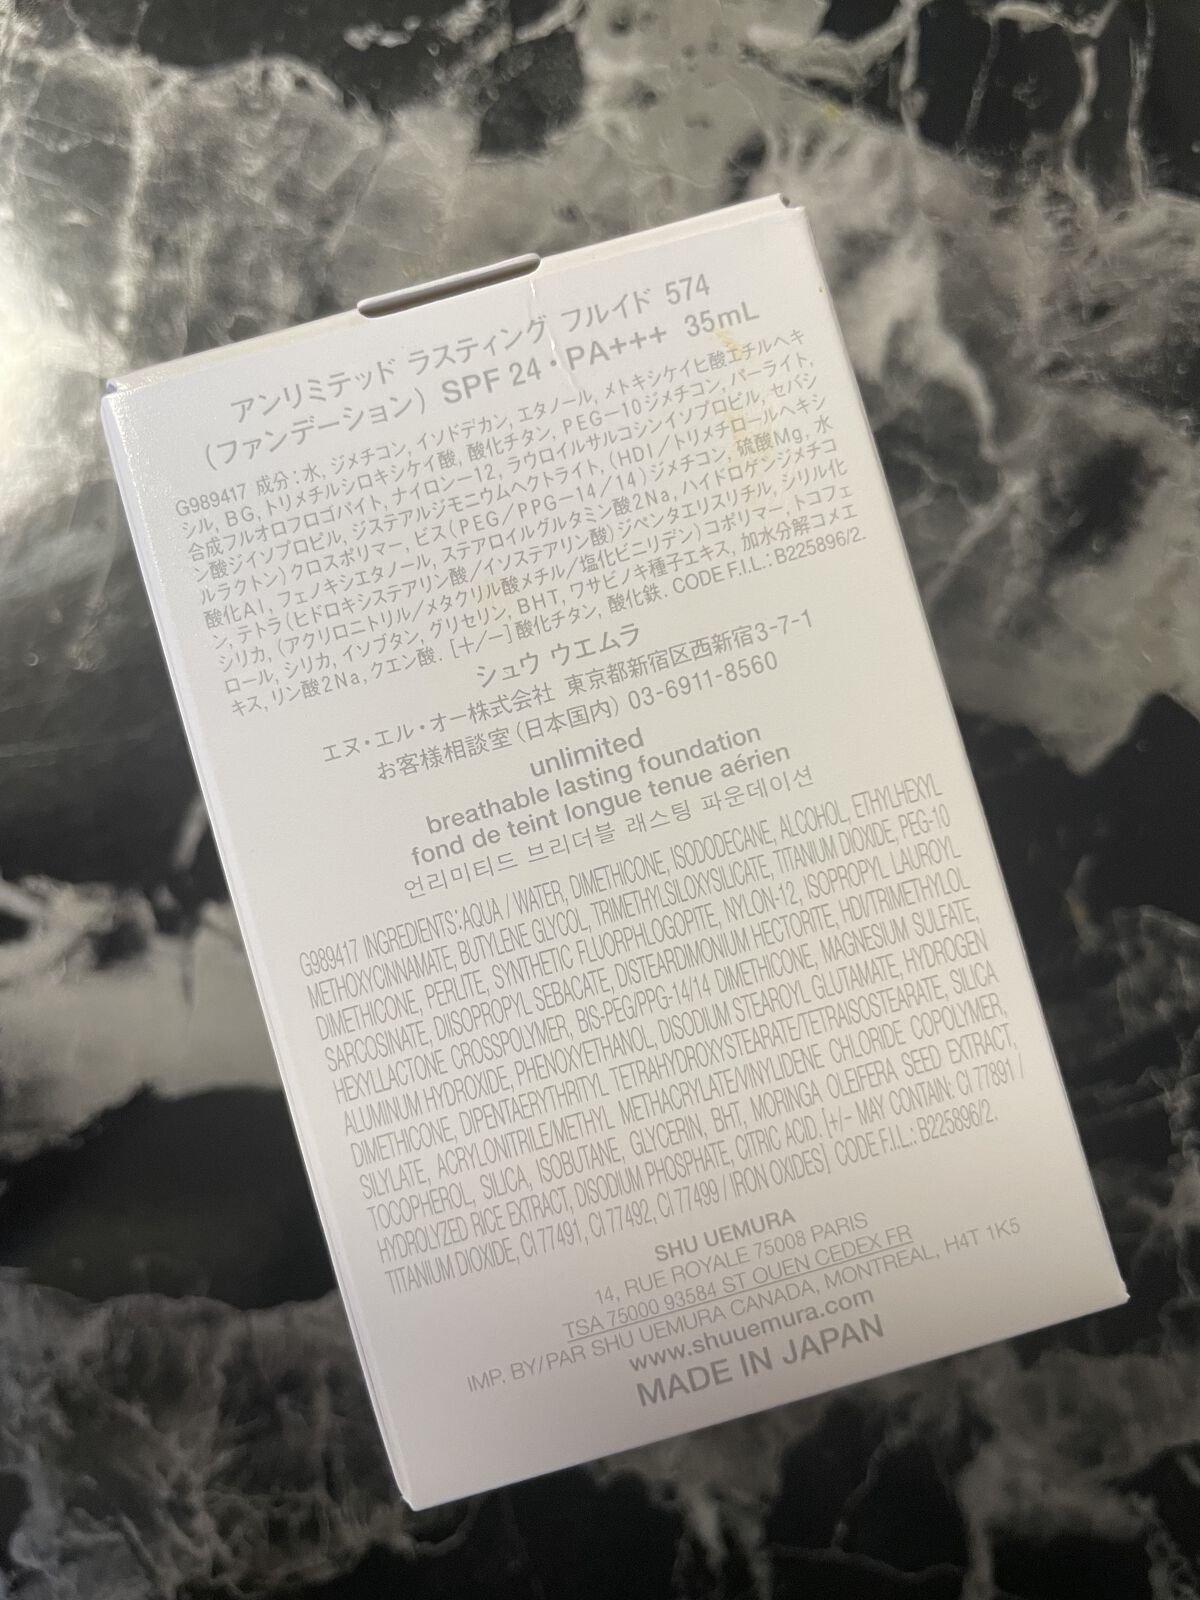 アンリミテッド ラスティング フルイド 574
(ファンデーション) SPF 24・PA+++ 35mL
G989417 成分:水, ジメチコン, イソドデカン, エタノール, メトキシケイヒ酸エチルヘキ
シル, BG, トリメチルシロキシケイ酸, 酸化チタン, PEG-10ジメチコン, パーライト,
合成フルオロフロゴパイト, ナイロン-12, ラウロイルサルコシンイソプロピル, セバシ
ン酸ジイソプロピル, ジステアルジモニウムヘクトライト, (HDI/トリメチロールヘキシ
ルラクトン)クロスポリマー, ビス(PEG/PPG-14/14)ジメチコン, 硫酸Mg, 水
酸化Al, フェノキシエタノール, ステアロイルグルタミン酸2Na, ハイドロゲンジメチコ
ン, テトラ(ヒドロキシステアリン酸/イソステアリン酸)ジペンタエリスリチル, シリル化
シリカ, (アクリロニトリル/メタクリル酸メチル/塩化ビニリデン)コポリマー, トコフェ
ロール, シリカ, イソブタン, グリセリン, BHT, ワサビノキ種子エキス, 加水分解コメエ
キス, リン酸2Na, クエン酸. [+/-]酸化チタン, 酸化鉄. CODE F.I.L.: B225896/2.
シュウ ウエムラ
エヌ・エル・オー株式会社 東京都新宿区西新宿3-7-1
お客様相談室(日本国内) 03-6911-8560
unlimited
breathable lasting foundation
fond de teint longue tenue aérien
언리미티드 브리더블 래스팅 파운데이션
G989417 INGREDIENTS: AQUA / WATER, DIMETHICONE, ISODODECANE, ALCOHOL, ETHYLHEXYL
METHOXYCINNAMATE, BUTYLENE GLYCOL, TRIMETHYLSILOXYSILICATE, TITANIUM DIOXIDE, PEG-10
DIMETHICONE, PERLITE, SYNTHETIC FLUORPHLOGOPITE, NYLON-12, ISOPROPYL LAUROYL
SARCOSINATE, DIISOPROPYL SEBACATE, DISTEARDIMONIUM HECTORITE, HDI/TRIMETHYLOL
HEXYLLACTONE CROSSPOLYMER, BIS-PEG/PPG-14/14 DIMETHICONE, MAGNESIUM SULFATE,
ALUMINUM HYDROXIDE, PHENOXYETHANOL, DISODIUM STEAROYL GLUTAMATE, HYDROGEN
DIMETHICONE, DIPENTAERYTHRITYL TETRAHYDROXYSTEARATE/TETRAISOSTEARATE, SILICA
SILYLATE, ACRYLONITRILE/METHYL METHACRYLATE/VINYLIDENE CHLORIDE COPOLYMER,
TOCOPHEROL, SILICA, ISOBUTANE, GLYCERIN, BHT, MORINGA OLEIFERA SEED EXTRACT,
HYDROLYZED RICE EXTRACT, DISODIUM PHOSPHATE, CITRIC ACID. [+/- MAY CONTAIN: CI 77891 /
TITANIUM DIOXIDE, CI 77491, CI 77492, CI 77499 / IRON OXIDES] CODE F.I.L.: B225896/2.
SHU UEMURA
14, RUE ROYALE 75008 PARIS
TSA 75000 93584 ST OUEN CEDEX FR
IMP. BY/PAR SHU UEMURA CANADA, MONTREAL, H4T 1K5
www.shuuemura.com
MADE IN JAPAN